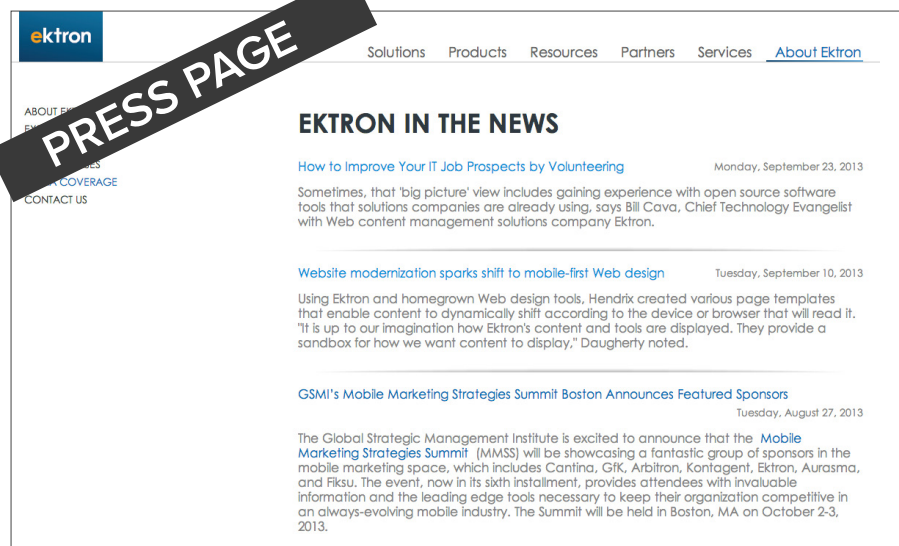 ektron
PRESS PAGE
Solutions Products Resources Partners Services About Ektron
ABOUT
COVERAGE
CONTACT US
EKTRON IN THE NEWS
How to Improve Your IT Job Prospects by Volunteering Monday, September 23, 2013
Sometimes, that 'big picture' view includes gaining experience with open source software
tools that solutions companies are already using, says Bill Cava, Chief Technology Evangelist
with Web content management solutions company Ektron.
Website modernization sparks shift to mobile-first Web design Tuesday, September 10, 2013
Using Ektron and homegrown Web design tools, Hendrix created various page templates
that enable content to dynamically shift according to the device or browser that will read it.
"It is up to our imagination how Ektron's content and tools are displayed. They provide a
sandbox for how we want content to display," Daugherty noted.
GSMI's Mobile Marketing Strategies Summit Boston Announces Featured Sponsors
Tuesday, August 27, 2013
The Global Strategic Management Institute is excited to announce that the Mobile
Marketing Strategies Summit (MMSS) will be showcasing a fantastic group of sponsors in the
mobile marketing space, which includes Cantina, GfK, Arbitron, Kontagent, Ektron, Aurasma,
and Fiksu. The event, now in its sixth installment, provides attendees with invaluable
information and the leading edge tools necessary to keep their organization competitive in
an always-evolving mobile industry. The Summit will be held in Boston, MA on October 2-3,
2013.